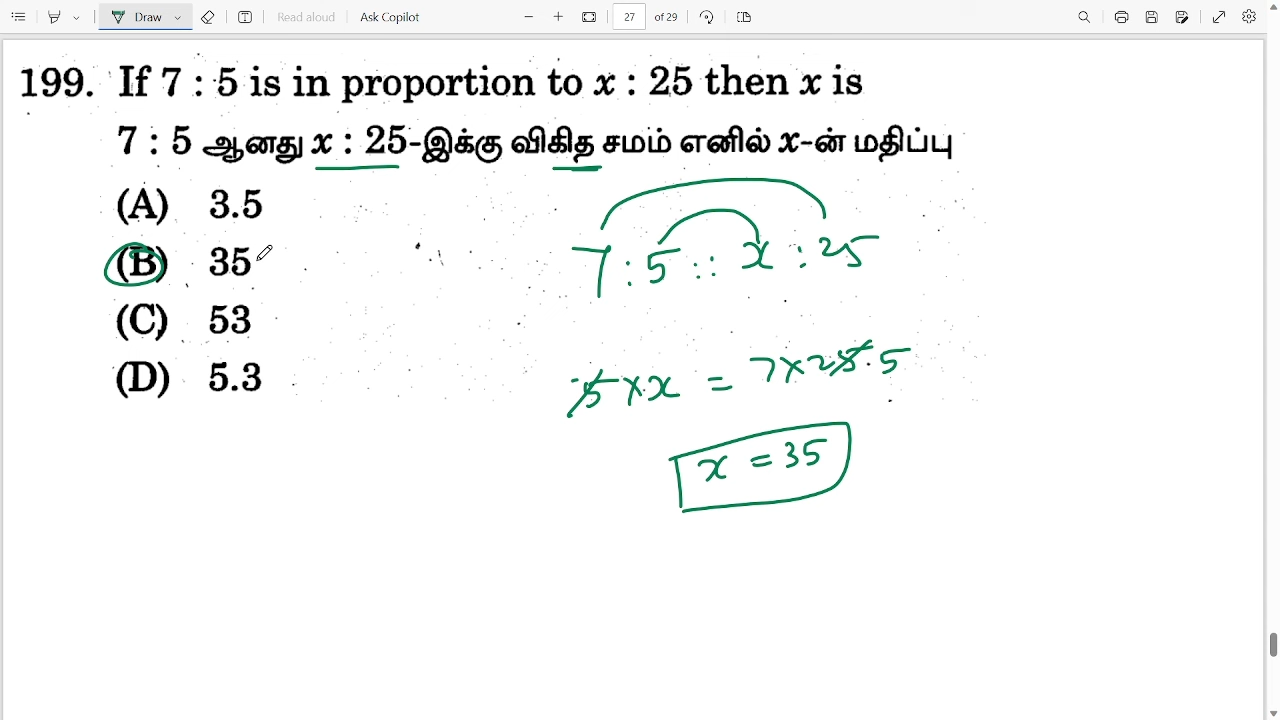 Draw
Read aloud
Ask Copilot
27
of 29
199. If 7 : 5 is in proportion to x : 25 then x is
7 : 5 ஆனது x : 25-இக்கு விகித சமம் எனில் x-ன் மதிப்பு
(A) 3.5
(B) 35
(C) 53
(D) 5.3
7 : 5 :: x : 25
5 × x = 7 × 25 5
x = 35